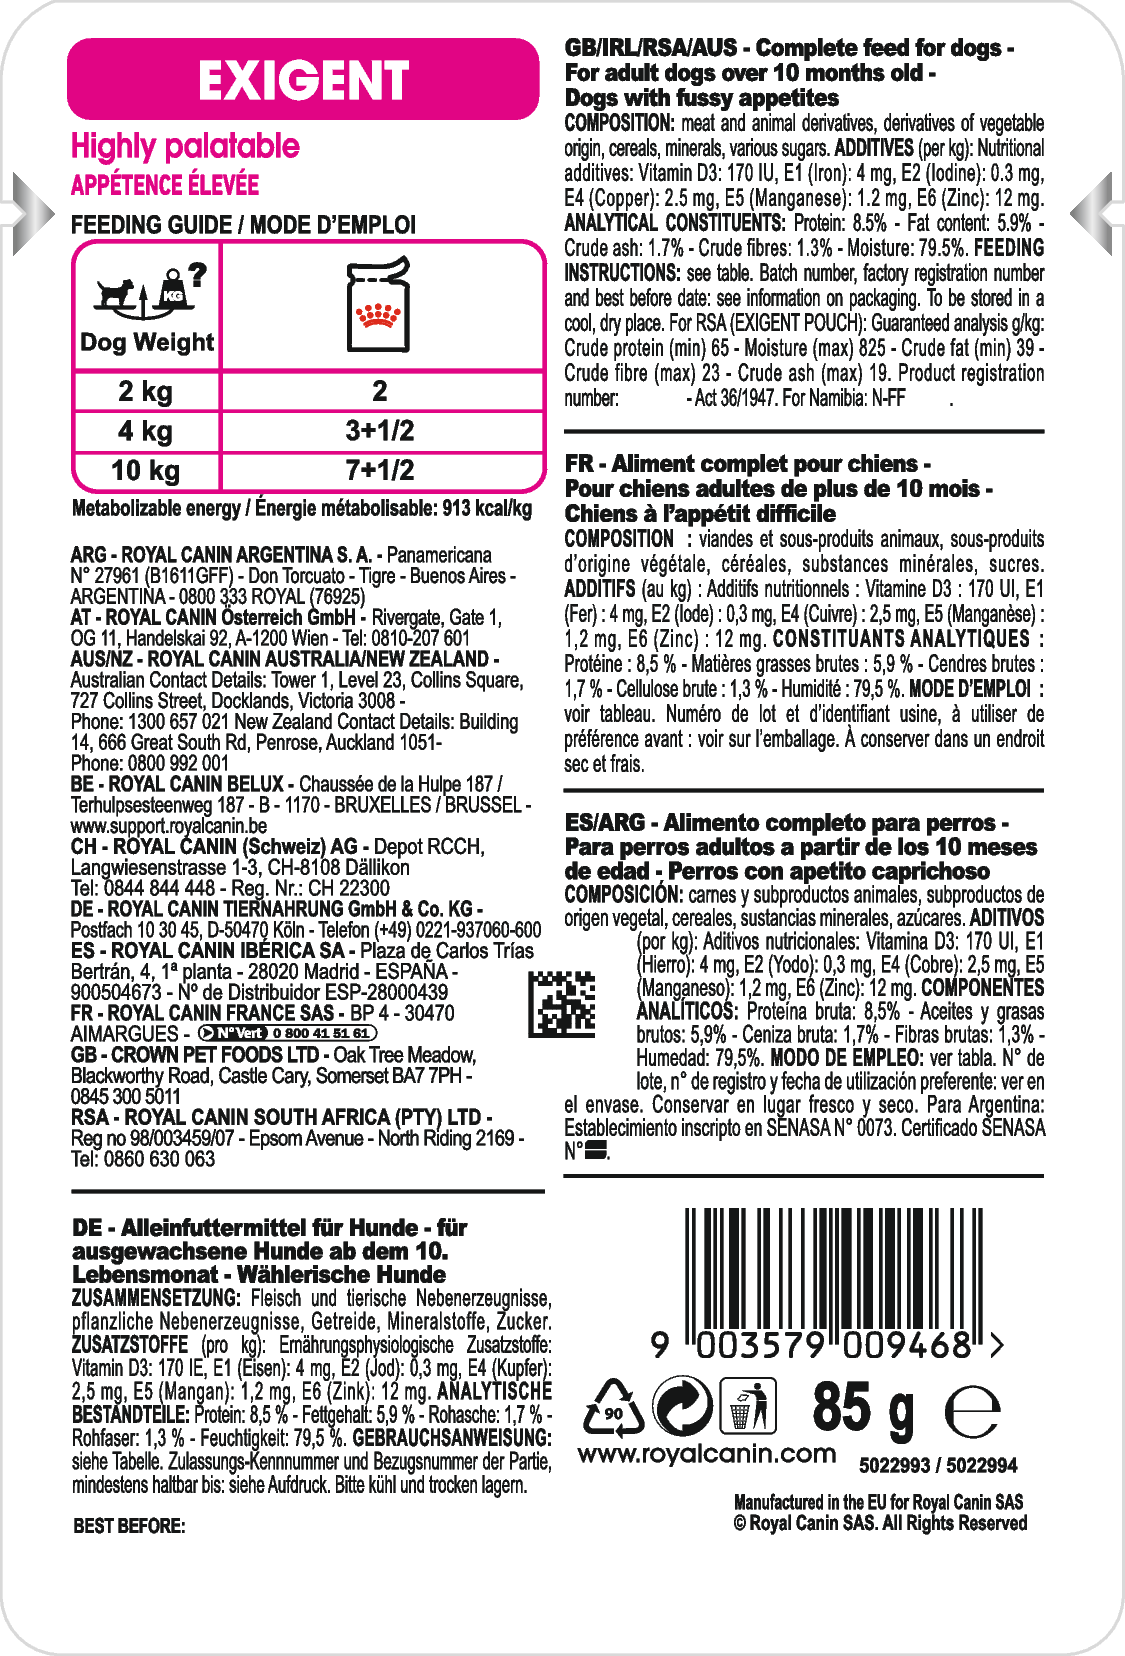 EXIGENT
Highly palatable
APPÉTENCE ÉLEVÉE
FEEDING GUIDE / MODE D'EMPLOI
?
KG
Dog Weight
2 kg 2
4 kg 3+1/2
10 kg 7+1/2
Metabolizable energy / Énergie métabolisable: 913 kcal/kg
ARG - ROYAL CANIN ARGENTINA S. A. - Panamericana
N° 27961 (B1611GFF) - Don Torcuato - Tigre - Buenos Aires -
ARGENTINA - 0800 333 ROYAL (76925)
AT - ROYAL CANIN Österreich GmbH - Rivergate, Gate 1,
OG 11, Handelskai 92, A-1200 Wien - Tel: 0810-207 601
AUS/NZ - ROYAL CANIN AUSTRALIA/NEW ZEALAND -
Australian Contact Details: Tower 1, Level 23, Collins Square,
727 Collins Street, Docklands, Victoria 3008 -
Phone: 1300 657 021 New Zealand Contact Details: Building
14, 666 Great South Rd, Penrose, Auckland 1051-
Phone: 0800 992 001
BE - ROYAL CANIN BELUX - Chaussée de la Hulpe 187 /
Terhulpsesteenweg 187 - B - 1170 - BRUXELLES / BRUSSEL -
www.support.royalcanin.be
CH - ROYAL CANIN (Schweiz) AG - Depot RCCH,
Langwiesenstrasse 1-3, CH-8108 Dällikon
Tel: 0844 844 448 - Reg. Nr.: CH 22300
DE - ROYAL CANIN TIERNAHRUNG GmbH & Co. KG -
Postfach 10 30 45, D-50470 Köln - Telefon (+49) 0221-937060-600
ES - ROYAL CANIN IBÉRICA SA - Plaza de Carlos Trías
Bertrán, 4, 1ª planta - 28020 Madrid - ESPAÑA -
900504673 - Nº de Distribuidor ESP-28000439
FR - ROYAL CANIN FRANCE SAS - BP 4 - 30470
AIMARGUES - N° Vert 0 800 41 51 61
GB - CROWN PET FOODS LTD - Oak Tree Meadow,
Blackworthy Road, Castle Cary, Somerset BA7 7PH -
0845 300 5011
RSA - ROYAL CANIN SOUTH AFRICA (PTY) LTD -
Reg no 98/003459/07 - Epsom Avenue - North Riding 2169 -
Tel: 0860 630 063
DE - Alleinfuttermittel für Hunde - für
ausgewachsene Hunde ab dem 10.
Lebensmonat - Wählerische Hunde
ZUSAMMENSETZUNG: Fleisch und tierische Nebenerzeugnisse,
pflanzliche Nebenerzeugnisse, Getreide, Mineralstoffe, Zucker.
ZUSATZSTOFFE (pro kg): Ernährungsphysiologische Zusatzstoffe:
Vitamin D3: 170 IE, E1 (Eisen): 4 mg, E2 (Jod): 0,3 mg, E4 (Kupfer):
2,5 mg, E5 (Mangan): 1,2 mg, E6 (Zink): 12 mg. ANALYTISCHE
BESTANDTEILE: Protein: 8,5 % - Fettgehalt: 5,9 % - Rohasche: 1,7 % -
Rohfaser: 1,3 % - Feuchtigkeit: 79,5 %. GEBRAUCHSANWEISUNG:
siehe Tabelle. Zulassungs-Kennnummer und Bezugsnummer der Partie,
mindestens haltbar bis: siehe Aufdruck. Bitte kühl und trocken lagern.
BEST BEFORE:
GB/IRL/RSA/AUS - Complete feed for dogs -
For adult dogs over 10 months old -
Dogs with fussy appetites
COMPOSITION: meat and animal derivatives, derivatives of vegetable
origin, cereals, minerals, various sugars. ADDITIVES (per kg): Nutritional
additives: Vitamin D3: 170 IU, E1 (Iron): 4 mg, E2 (Iodine): 0.3 mg,
E4 (Copper): 2.5 mg, E5 (Manganese): 1.2 mg, E6 (Zinc): 12 mg.
ANALYTICAL CONSTITUENTS: Protein: 8.5% - Fat content: 5.9% -
Crude ash: 1.7% - Crude fibres: 1.3% - Moisture: 79.5%. FEEDING
INSTRUCTIONS: see table. Batch number, factory registration number
and best before date: see information on packaging. To be stored in a
cool, dry place. For RSA (EXIGENT POUCH): Guaranteed analysis g/kg:
Crude protein (min) 65 - Moisture (max) 825 - Crude fat (min) 39 -
Crude fibre (max) 23 - Crude ash (max) 19. Product registration
number: - Act 36/1947. For Namibia: N-FF .
FR - Aliment complet pour chiens -
Pour chiens adultes de plus de 10 mois -
Chiens à l'appétit difficile
COMPOSITION : viandes et sous-produits animaux, sous-produits
d'origine végétale, céréales, substances minérales, sucres.
ADDITIFS (au kg) : Additifs nutritionnels : Vitamine D3 : 170 UI, E1
(Fer) : 4 mg, E2 (Iode) : 0,3 mg, E4 (Cuivre) : 2,5 mg, E5 (Manganèse) :
1,2 mg, E6 (Zinc) : 12 mg. CONSTITUANTS ANALYTIQUES :
Protéine : 8,5 % - Matières grasses brutes : 5,9 % - Cendres brutes :
1,7 % - Cellulose brute : 1,3 % - Humidité : 79,5 %. MODE D'EMPLOI :
voir tableau. Numéro de lot et d'identifiant usine, à utiliser de
préférence avant : voir sur l'emballage. À conserver dans un endroit
sec et frais.
ES/ARG - Alimento completo para perros -
Para perros adultos a partir de los 10 meses
de edad - Perros con apetito caprichoso
COMPOSICIÓN: carnes y subproductos animales, subproductos de
origen vegetal, cereales, sustancias minerales, azúcares. ADITIVOS
(por kg): Aditivos nutricionales: Vitamina D3: 170 UI, E1
(Hierro): 4 mg, E2 (Yodo): 0,3 mg, E4 (Cobre): 2,5 mg, E5
(Manganeso): 1,2 mg, E6 (Zinc): 12 mg. COMPONENTES
ANALÍTICOS: Proteína bruta: 8,5% - Aceites y grasas
brutos: 5,9% - Ceniza bruta: 1,7% - Fibras brutas: 1,3% -
Humedad: 79,5%. MODO DE EMPLEO: ver tabla. N° de
lote, n° de registro y fecha de utilización preferente: ver en
el envase. Conservar en lugar fresco y seco. Para Argentina:
Establecimiento inscripto en SENASA N° 0073. Certificado SENASA
N° .
9 003579 009468 >
90
85 g e
www.royalcanin.com
5022993 / 5022994
Manufactured in the EU for Royal Canin SAS
© Royal Canin SAS. All Rights Reserved